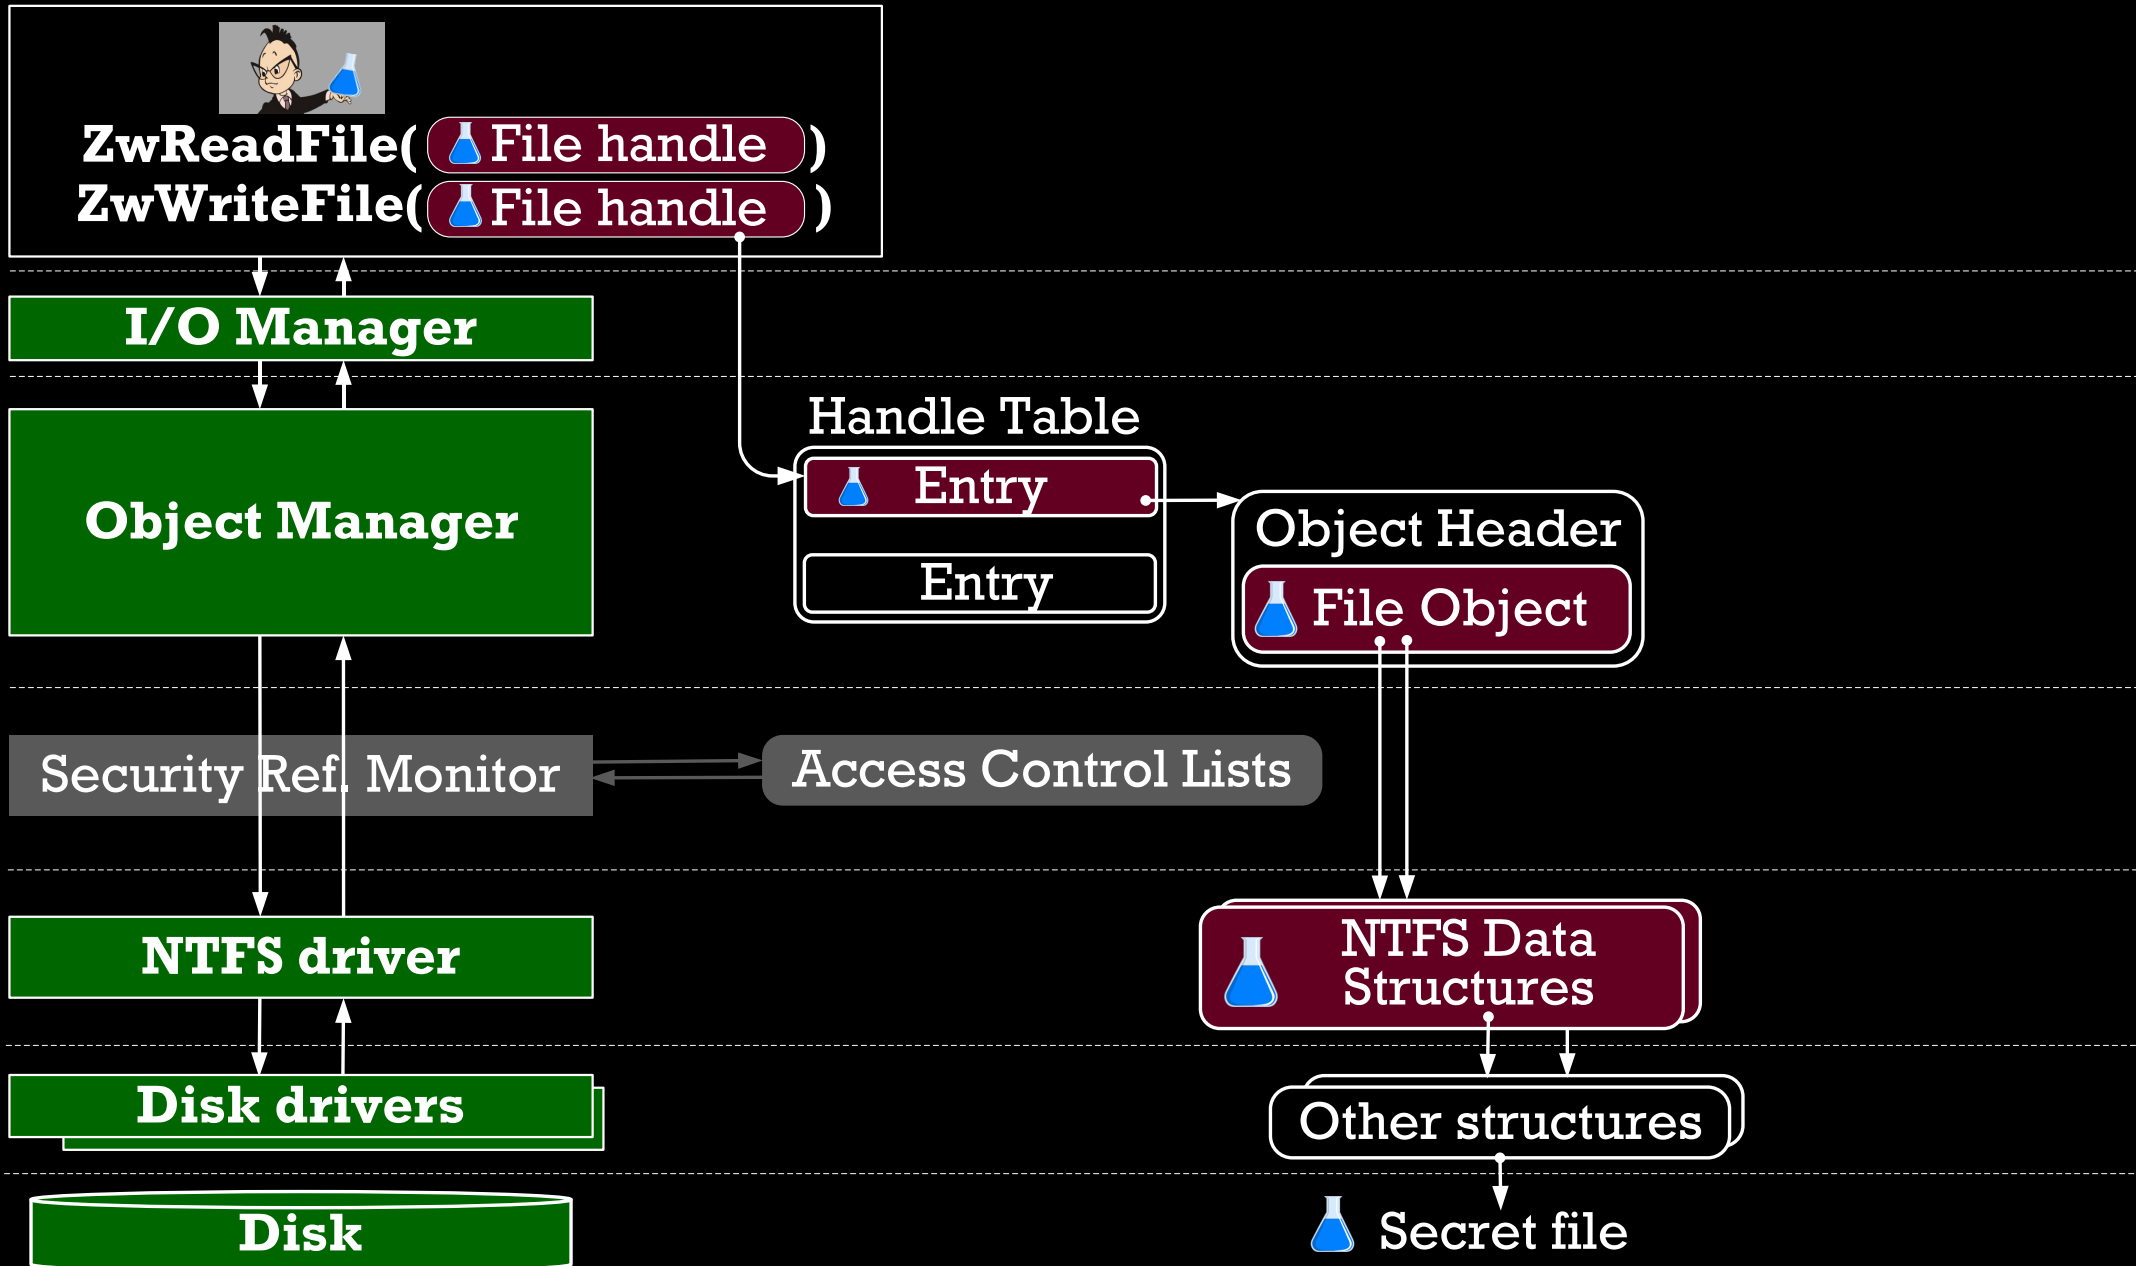 ZwReadFile( File handle )
ZwWriteFile( File handle )
I/O Manager
Handle Table
Object Manager
Entry
Entry
Object Header
File Object
Security Ref. Monitor
Access Control Lists
NTFS driver
NTFS Data
Structures
Disk drivers
Other structures
Disk
Secret file